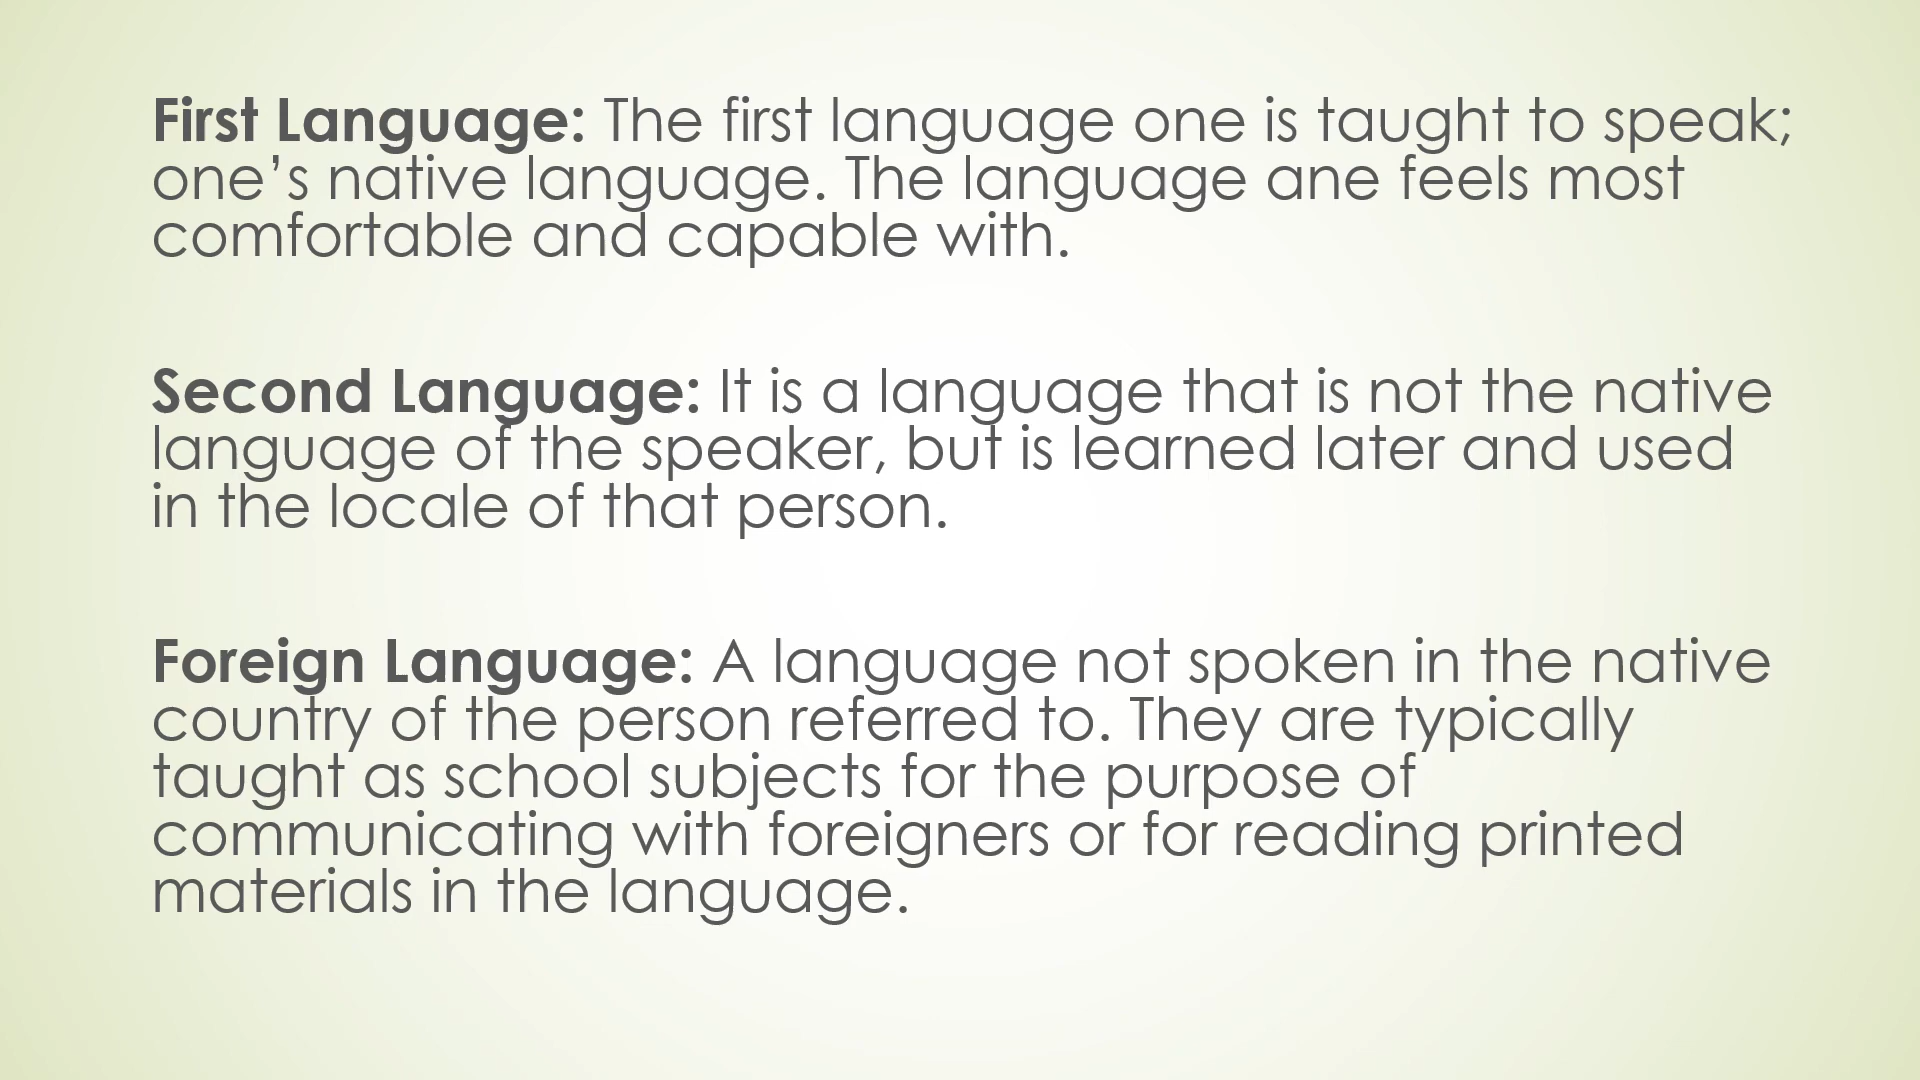 First Language: The first language one is taught to speak;
one’s native language. The language ane feels most
comfortable and capable with.
Second Language: It is a language that is not the native
language of the speaker, but is learned later and used
in the locale of that person.
Foreign Language: A language not spoken in the native
country of the person referred to. They are typically
taught as school subjects for the purpose of
communicating with foreigners or for reading printed
materials in the language.